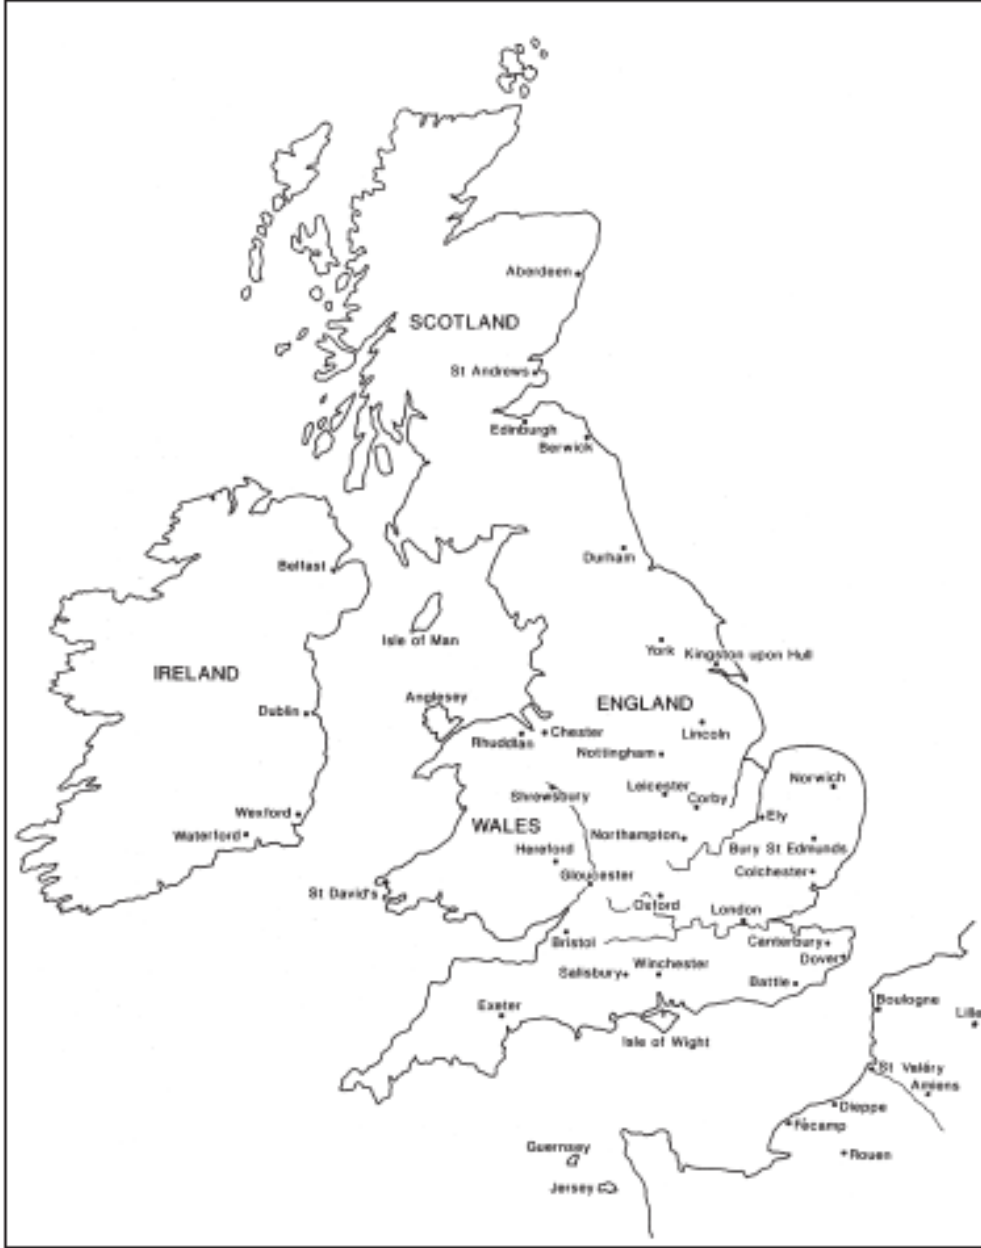 Aberdeen
SCOTLAND
St Andrews
Edinburgh
Berwick
Durham
Belfast
Isle of Man
York
Kingston upon Hull
IRELAND
Anglesey
ENGLAND
Dublin
Lincoln
Rhuddlan
Chester
Nottingham
Norwich
Shrewsbury
Leicester
Corby
Wexford
Ely
WALES
Waterford
Northampton
Hereford
Bury St Edmunds
Gloucester
Colchester
St David's
Oxford
London
Bristol
Canterbury
Dover
Salisbury
Winchester
Battle
Exeter
Boulogne
Lille
Isle of Wight
St Valéry
Amiens
Dieppe
Fécamp
Guernsey
Rouen
Jersey